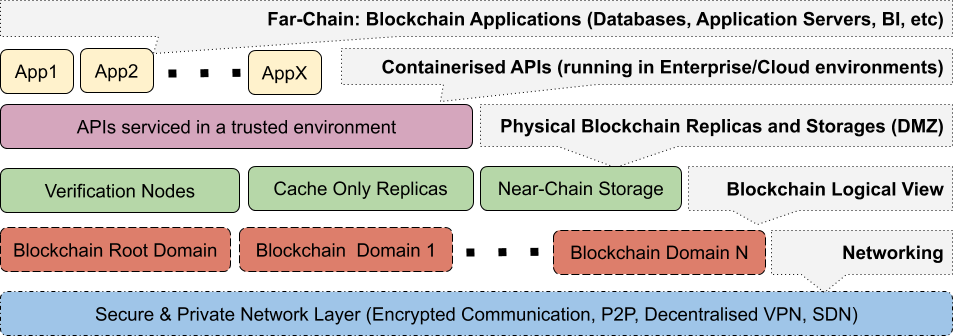 Far-Chain: Blockchain Applications (Databases, Application Servers, BI, etc)
App1
App2
AppX
Containerised APIs (running in Enterprise/Cloud environments)
APIs serviced in a trusted environment
Physical Blockchain Replicas and Storages (DMZ)
Verification Nodes
Cache Only Replicas
Near-Chain Storage
Blockchain Logical View
Blockchain Root Domain
Blockchain Domain 1
Blockchain Domain N
Networking
Secure & Private Network Layer (Encrypted Communication, P2P, Decentralised VPN, SDN)